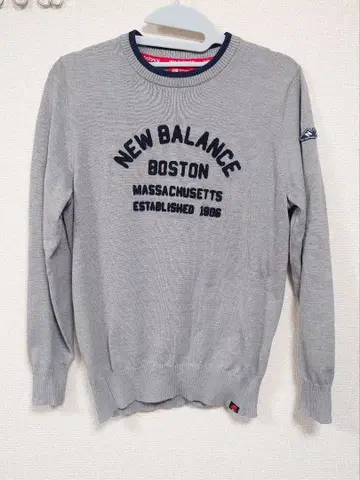 NEW BALANCE
BOSTON
MASSACHUSETTS
ESTABLISHED 1906